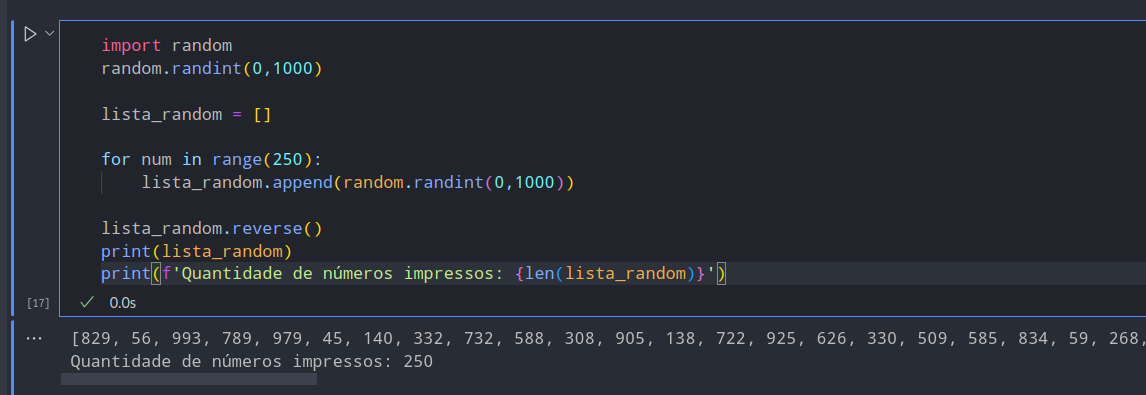 import random
random.randint(0,1000)
lista_random = []
for num in range(250):
    lista_random.append(random.randint(0,1000))
lista_random.reverse()
print(lista_random)
print(f'Quantidade de números impressos: {len(lista_random)}')
[17] 0.0s
... [829, 56, 993, 789, 979, 45, 140, 332, 732, 588, 308, 905, 138, 722, 925, 626, 330, 509, 585, 834, 59, 268,
Quantidade de números impressos: 250